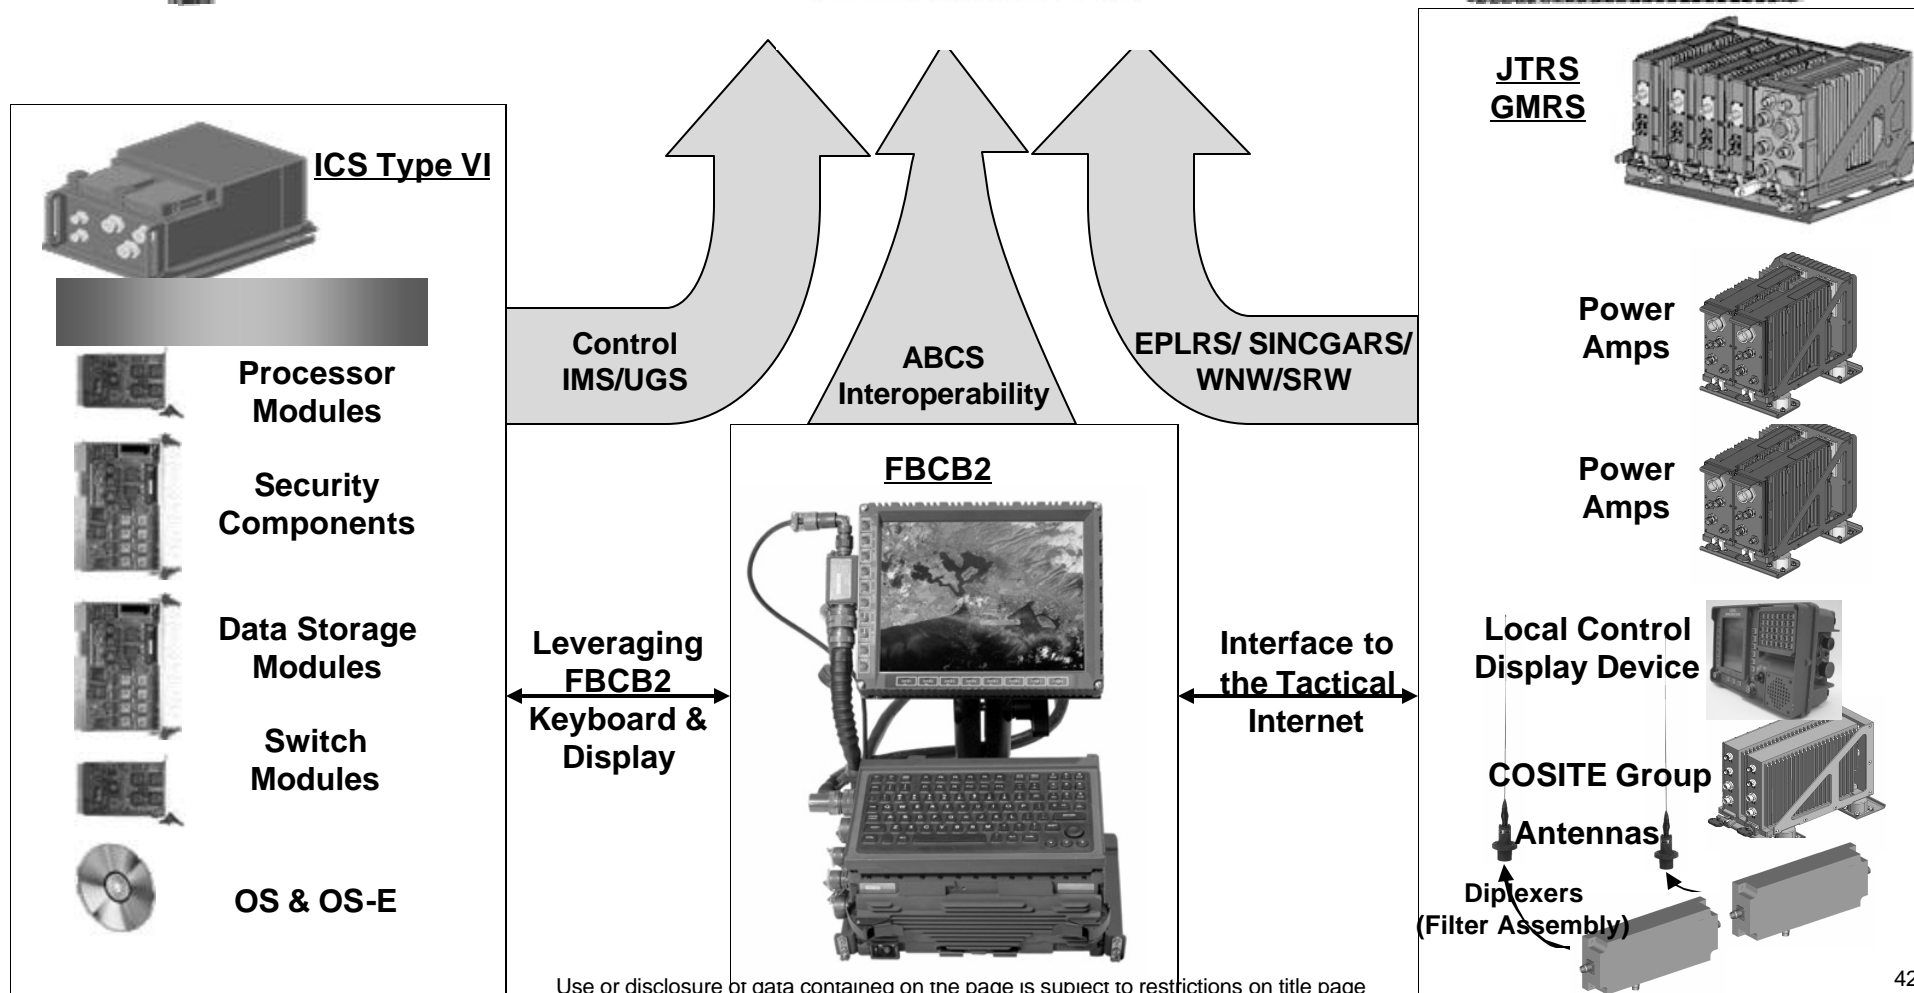 ICS Type VI
Processor
Modules
Security
Components
Data Storage
Modules
Switch
Modules
OS & OS-E
Control
IMS/UGS
ABCS
Interoperability
EPLRS/ SINCGARS/
WNW/SRW
Leveraging
FBCB2
Keyboard &
Display
FBCB2
Interface to
the Tactical
Internet
JTRS
GMRS
Power
Amps
Power
Amps
Local Control
Display Device
COSITE Group
Antennas
Diplexers
(Filter Assembly)
Use or disclosure of data contained on the page is subject to restrictions on title page
42